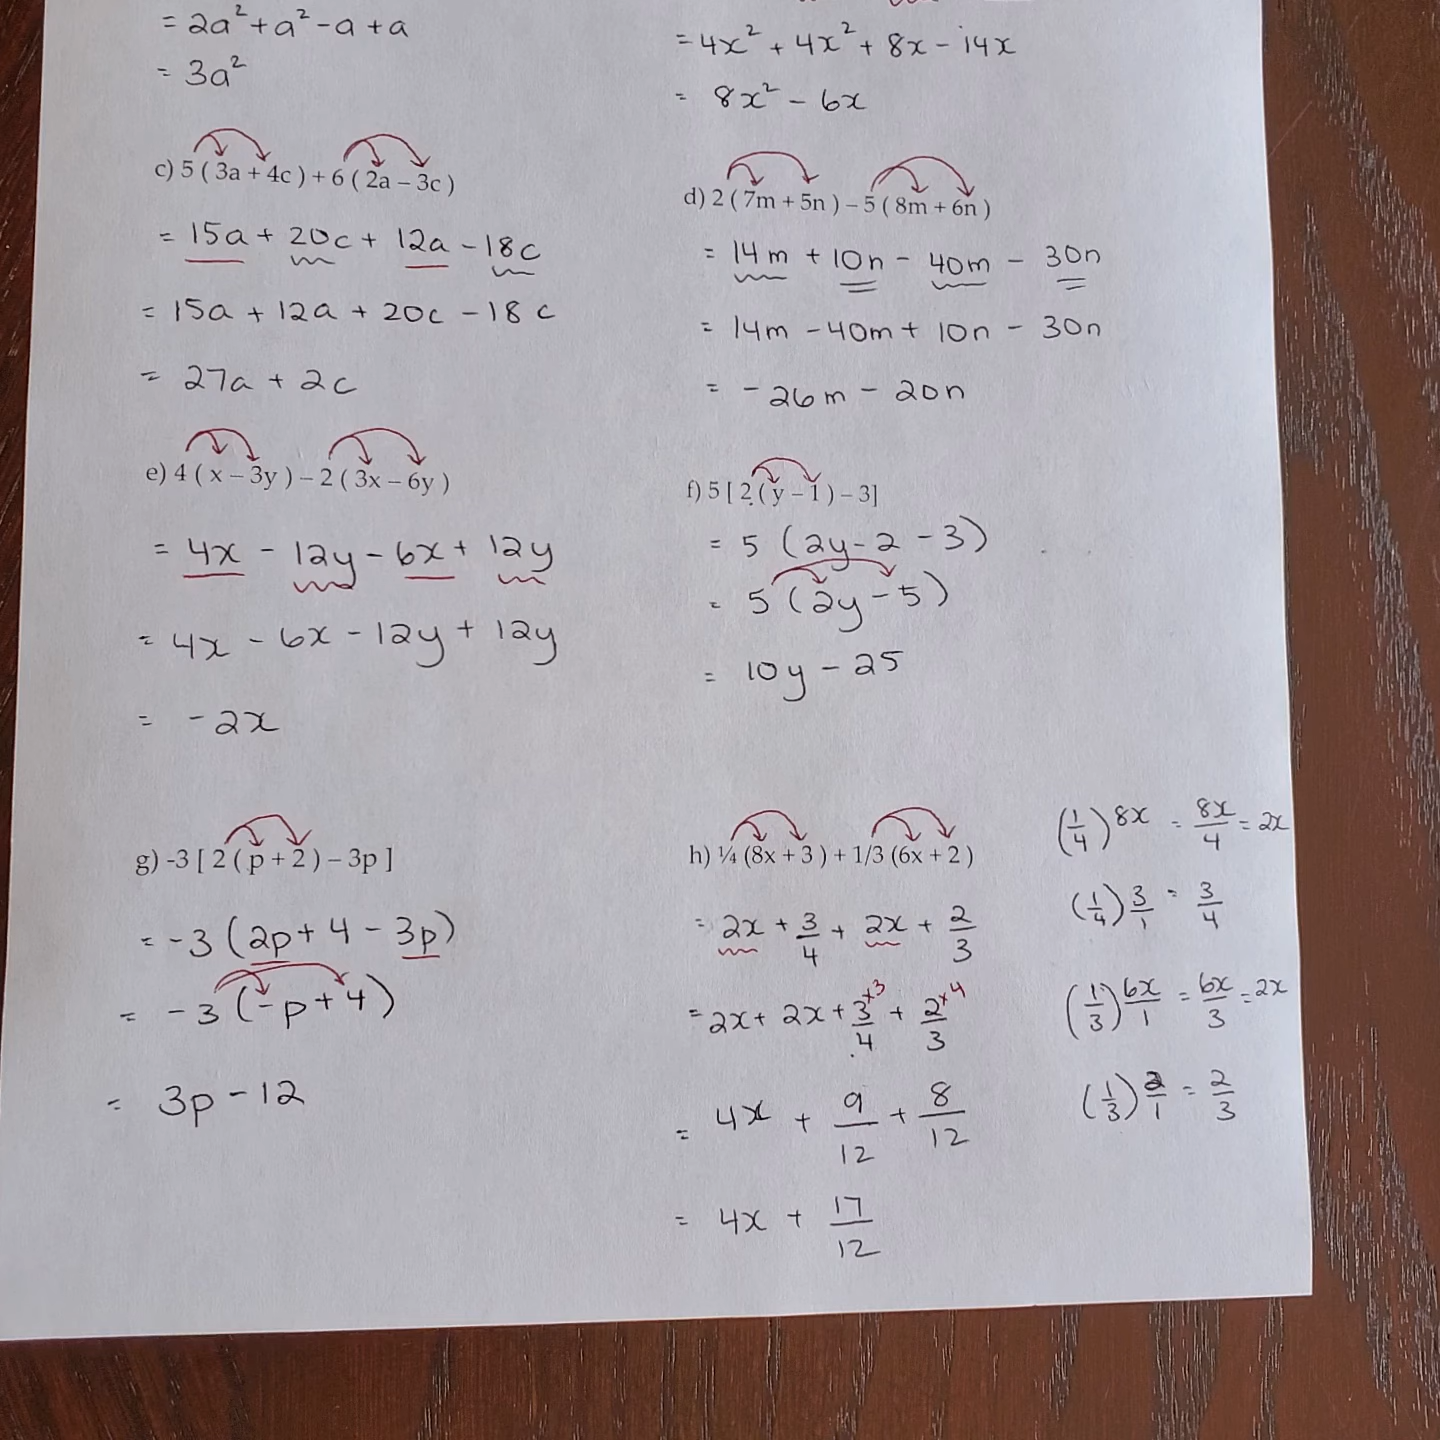 = 2a² + a² - a + a
= 3a²
= 4x² + 4x² + 8x - 14x
= 8x² - 6x
c) 5 ( 3a + 4c ) + 6 ( 2a – 3c )
= 15a + 20c + 12a - 18c
= 15a + 12a + 20c - 18c
= 27a + 2c
d) 2 ( 7m + 5n ) – 5 ( 8m + 6n )
= 14m + 10n - 40m - 30n
= 14m - 40m + 10n - 30n
= -26m - 20n
e) 4 ( x – 3y ) – 2 ( 3x – 6y )
= 4x - 12y - 6x + 12y
= 4x - 6x - 12y + 12y
= -2x
f) 5 [ 2 ( y – 1 ) – 3]
= 5 (2y - 2 - 3)
= 5 (2y - 5)
= 10y - 25
g) -3 [ 2 ( p + 2 ) – 3p ]
= -3 (2p + 4 - 3p)
= -3 (-p + 4)
= 3p - 12
h) ¼ (8x + 3 ) + 1/3 (6x + 2 )
= 2x + 3/4 + 2x + 2/3
= 2x + 2x + 3×3/4 + 2×4/3
= 4x + 9/12 + 8/12
= 4x + 17/12
(1/4) 8x = 8x/4 = 2x
(1/4) 3/1 = 3/4
(1/3) 6x/1 = 6x/3 = 2x
(1/3) 2/1 = 2/3